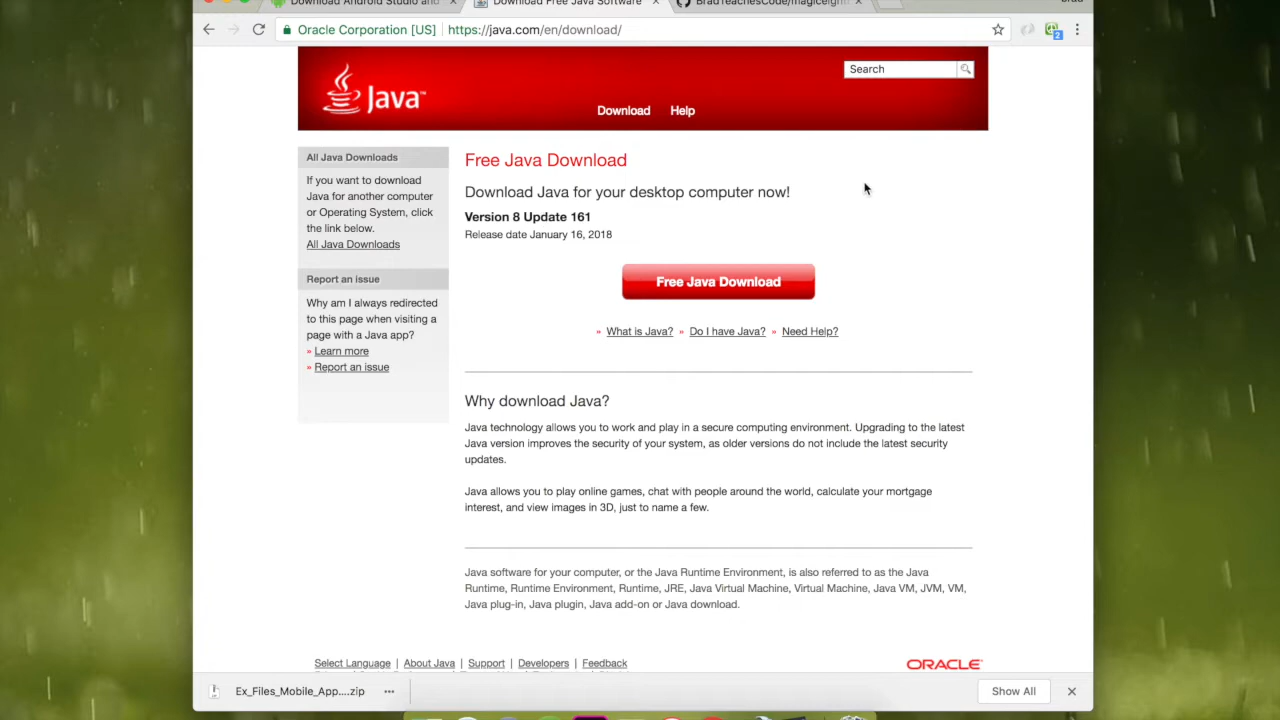 Download Android Studio and
Download Free Java Software
BradTeachesCode/magiceight
Oracle Corporation [US]
https://java.com/en/download/
2
Java™
Search
Download Help
All Java Downloads
If you want to download
Java for another computer
or Operating System, click
the link below.
All Java Downloads
Report an issue
Why am I always redirected
to this page when visiting a
page with a Java app?
» Learn more
» Report an issue
Free Java Download
Download Java for your desktop computer now!
Version 8 Update 161
Release date January 16, 2018
Free Java Download
» What is Java? » Do I have Java? » Need Help?
Why download Java?
Java technology allows you to work and play in a secure computing environment. Upgrading to the latest
Java version improves the security of your system, as older versions do not include the latest security
updates.
Java allows you to play online games, chat with people around the world, calculate your mortgage
interest, and view images in 3D, just to name a few.
Java software for your computer, or the Java Runtime Environment, is also referred to as the Java
Runtime, Runtime Environment, Runtime, JRE, Java Virtual Machine, Virtual Machine, Java VM, JVM, VM,
Java plug-in, Java plugin, Java add-on or Java download.
Select Language | About Java | Support | Developers | Feedback
ORACLE
Ex_Files_Mobile_App....zip
Show All